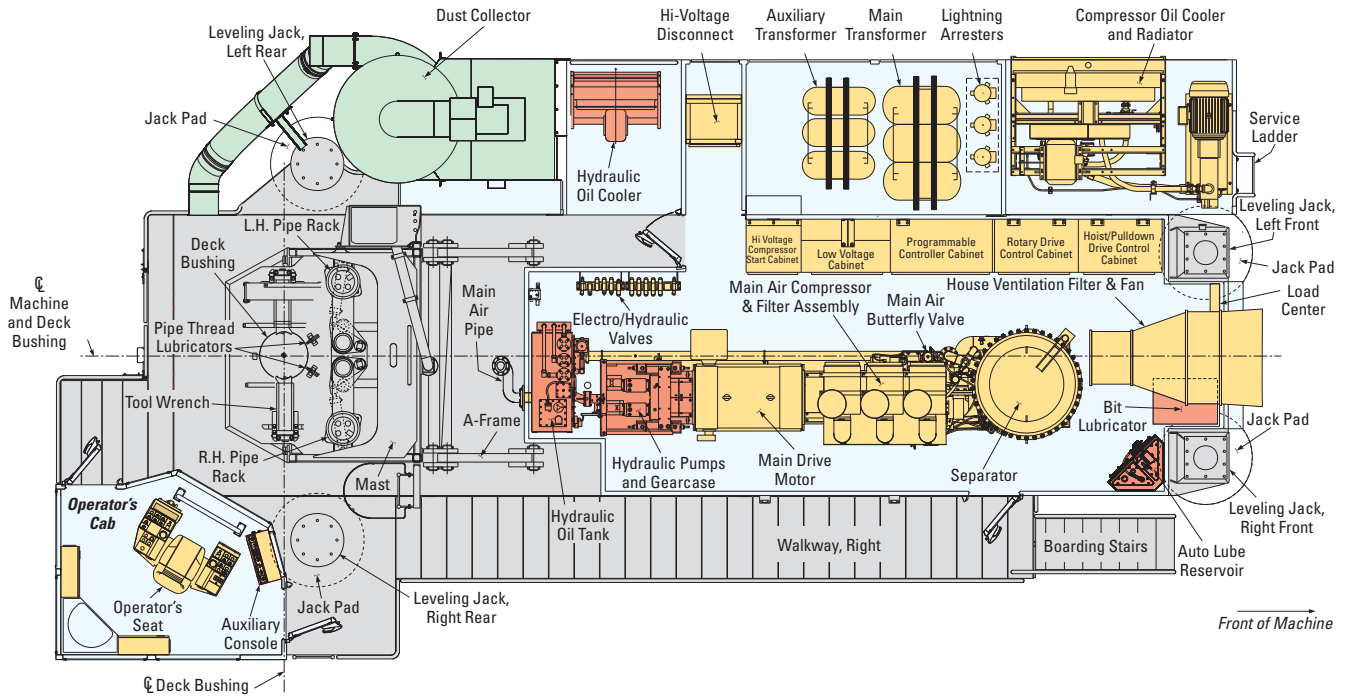 Dust Collector
Hi-Voltage
Disconnect
Auxiliary
Transformer
Main
Transformer
Lightning
Arresters
Compressor Oil Cooler
and Radiator
Leveling Jack,
Left Rear
Jack Pad
Hydraulic
Oil Cooler
Service
Ladder
L.H. Pipe Rack
Deck
Bushing
Leveling Jack,
Left Front
Hi Voltage
Compressor
Start Cabinet
Low Voltage
Cabinet
Programmable
Controller Cabinet
Rotary Drive
Control Cabinet
Hoist/Pulldown
Drive Control
Cabinet
Jack Pad
℄
Machine
and Deck
Bushing
Main
Air
Pipe
Electro/Hydraulic
Valves
Main Air Compressor
& Filter Assembly
Main Air
Butterfly Valve
House Ventilation Filter & Fan
Load
Center
Pipe Thread
Lubricators
Tool Wrench
A-Frame
Bit
Lubricator
Jack Pad
R.H. Pipe
Rack
Mast
Hydraulic Pumps
and Gearcase
Main Drive
Motor
Separator
Operator's
Cab
Hydraulic
Oil Tank
Walkway, Right
Boarding Stairs
Auto Lube
Reservoir
Leveling Jack,
Right Front
Operator's
Seat
Auxiliary
Console
Jack Pad
Leveling Jack,
Right Rear
Front of Machine
℄ Deck Bushing